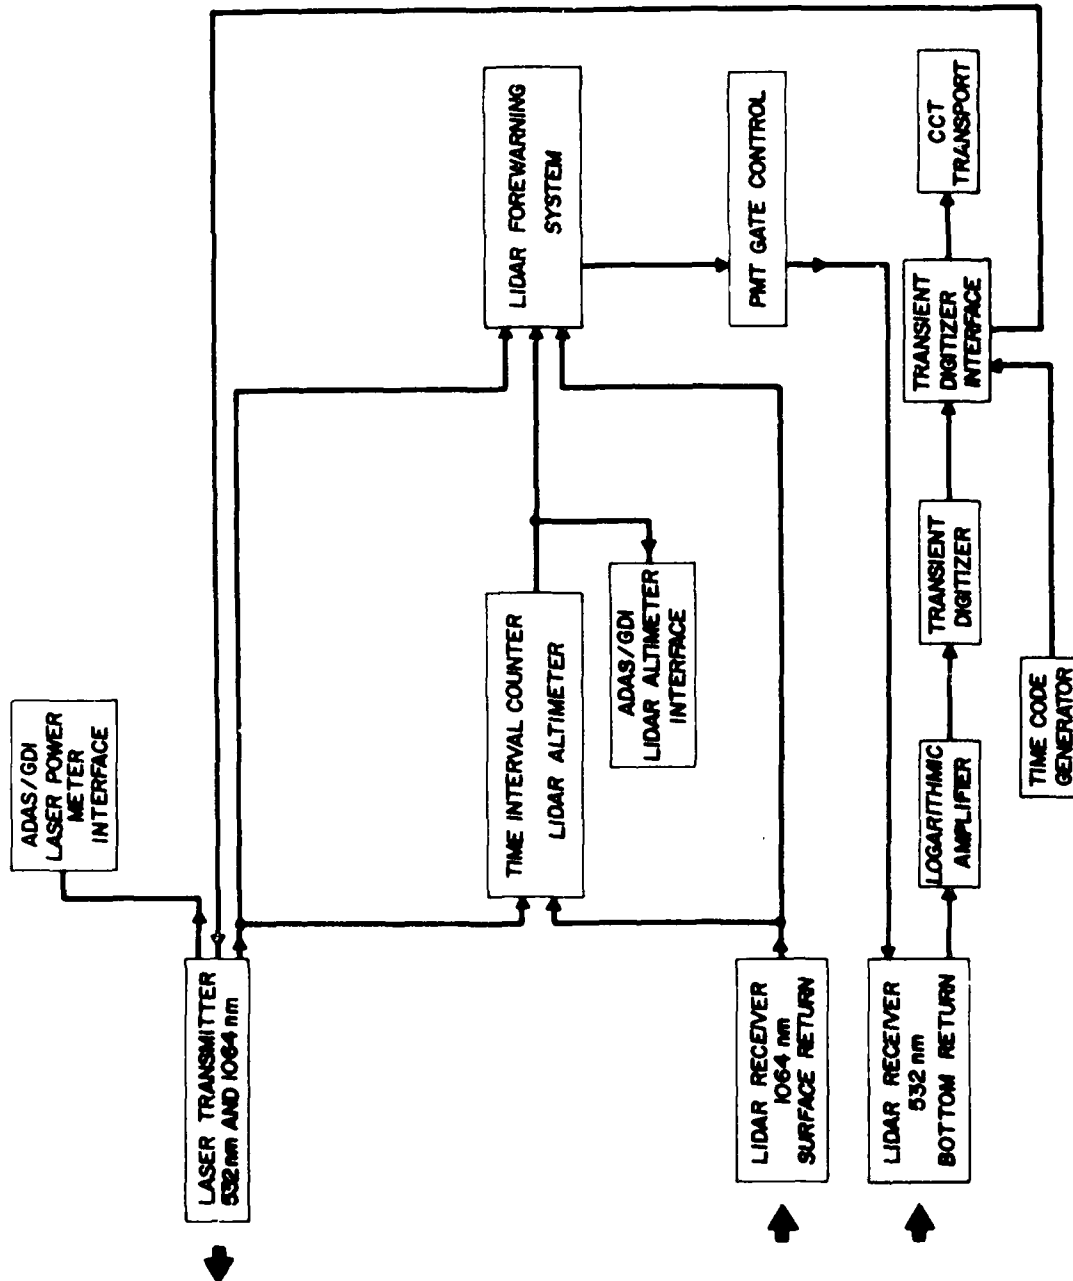 ADAS/GDI
LASER POWER
METER
INTERFACE
LASER TRANSMITTER
532 nm AND 1064 nm
TIME INTERVAL COUNTER
LIDAR ALTIMETER
LIDAR FOREWARNING
SYSTEM
ADAS/GDI
LIDAR ALTIMETER
INTERFACE
PMT GATE CONTROL
LIDAR RECEIVER
1064 nm
SURFACE RETURN
LIDAR RECEIVER
532 nm
BOTTOM RETURN
LOGARITHMIC
AMPLIFIER
TRANSIENT
DIGITIZER
TRANSIENT
DIGITIZER
INTERFACE
CCT
TRANSPORT
TIME CODE
GENERATOR